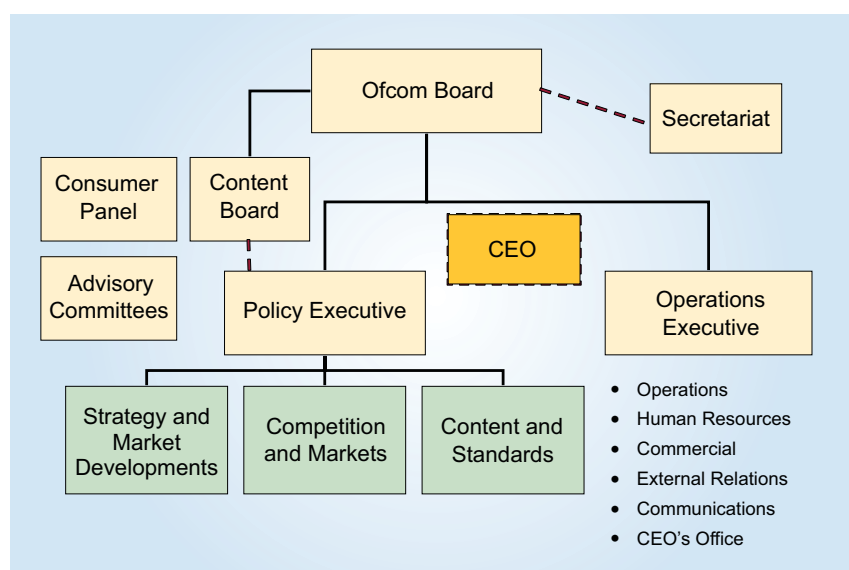 Ofcom Board
Secretariat
Consumer
Panel
Content
Board
CEO
Advisory
Committees
Policy Executive
Operations
Executive
Strategy and
Market
Developments
Competition
and Markets
Content and
Standards
• Operations
• Human Resources
• Commercial
• External Relations
• Communications
• CEO's Office